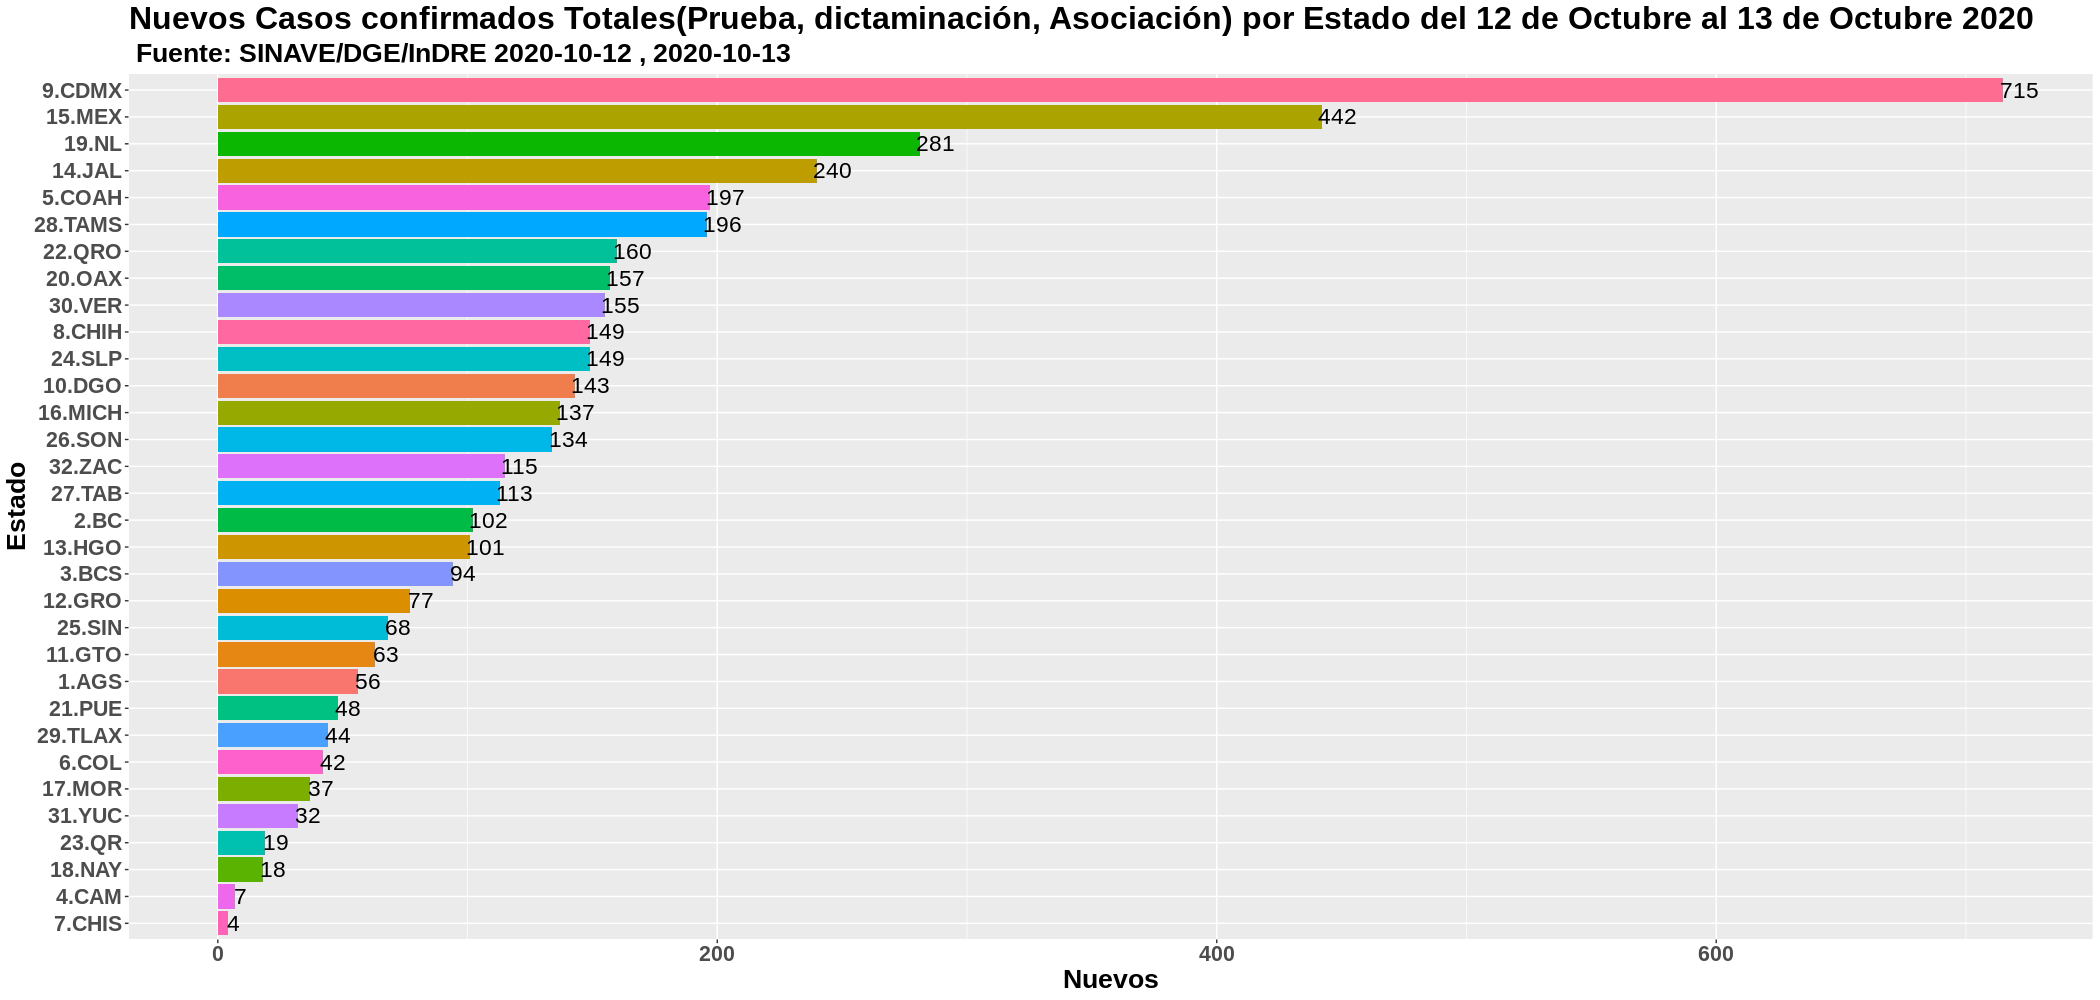 Nuevos Casos confirmados Totales(Prueba, dictaminación, Asociación) por Estado del 12 de Octubre al 13 de Octubre 2020
Fuente: SINAVE/DGE/InDRE 2020-10-12 , 2020-10-13
9.CDMX 715
15.MEX 442
19.NL 281
14.JAL 240
5.COAH 197
28.TAMS 196
22.QRO 160
20.OAX 157
30.VER 155
8.CHIH 149
24.SLP 149
10.DGO 143
16.MICH 137
26.SON 134
32.ZAC 115
27.TAB 113
2.BC 102
13.HGO 101
3.BCS 94
12.GRO 77
25.SIN 68
11.GTO 63
1.AGS 56
21.PUE 48
29.TLAX 44
6.COL 42
17.MOR 37
31.YUC 32
23.QR 19
18.NAY 18
4.CAM 7
7.CHIS 4
Estado
0 200 400 600
Nuevos